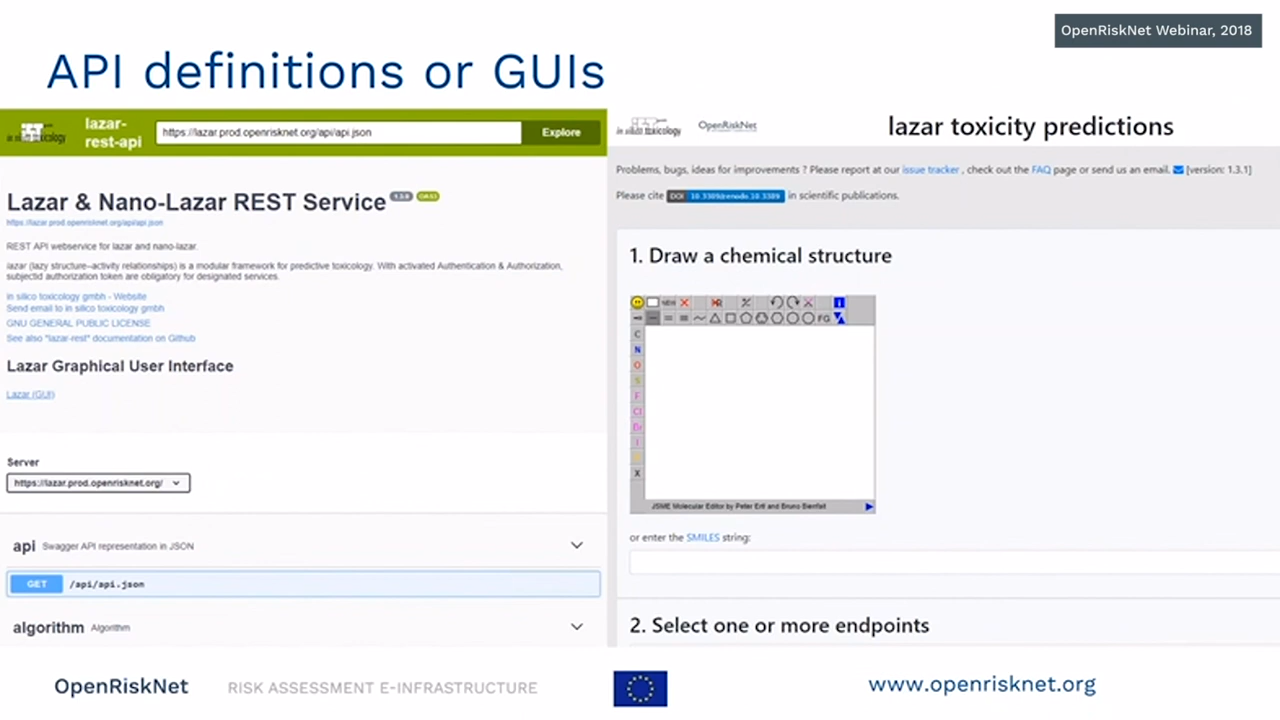 OpenRiskNet Webinar, 2018
API definitions or GUIs
lazar-
rest-api
https://lazar.prod.openrisknet.org/api/api.json
Explore
Lazar & Nano-Lazar REST Service
OAS3
https://lazar.prod.openrisknet.org/api/api.json
REST API webservice for lazar and nano-lazar.
lazar (lazy structure–activity relationships) is a modular framework for predictive toxicology. With activated Authentication & Authorization,
subjectid authorization token are obligatory for designated services.
in silico toxicology gmbh - Website
Send email to in silico toxicology gmbh
GNU GENERAL PUBLIC LICENSE
See also "lazar-rest" documentation on Github
Lazar Graphical User Interface
Lazar (GUI)
Server
https://lazar.prod.openrisknet.org/
api Swagger API representation in JSON
GET /api/api.json
algorithm Algorithm
in silico toxicology
OpenRiskNet
lazar toxicity predictions
Problems, bugs, ideas for improvements ? Please report at our issue tracker , check out the FAQ page or send us an email. [version: 1.3.1]
Please cite DOI in scientific publications.
1. Draw a chemical structure
NEW
FG
C
N
O
S
F
Cl
Br
I
X
JSME Molecular Editor by Peter Ertl and Bruno Bienfait
or enter the SMILES string:
2. Select one or more endpoints
OpenRiskNet
RISK ASSESSMENT E-INFRASTRUCTURE
www.openrisknet.org